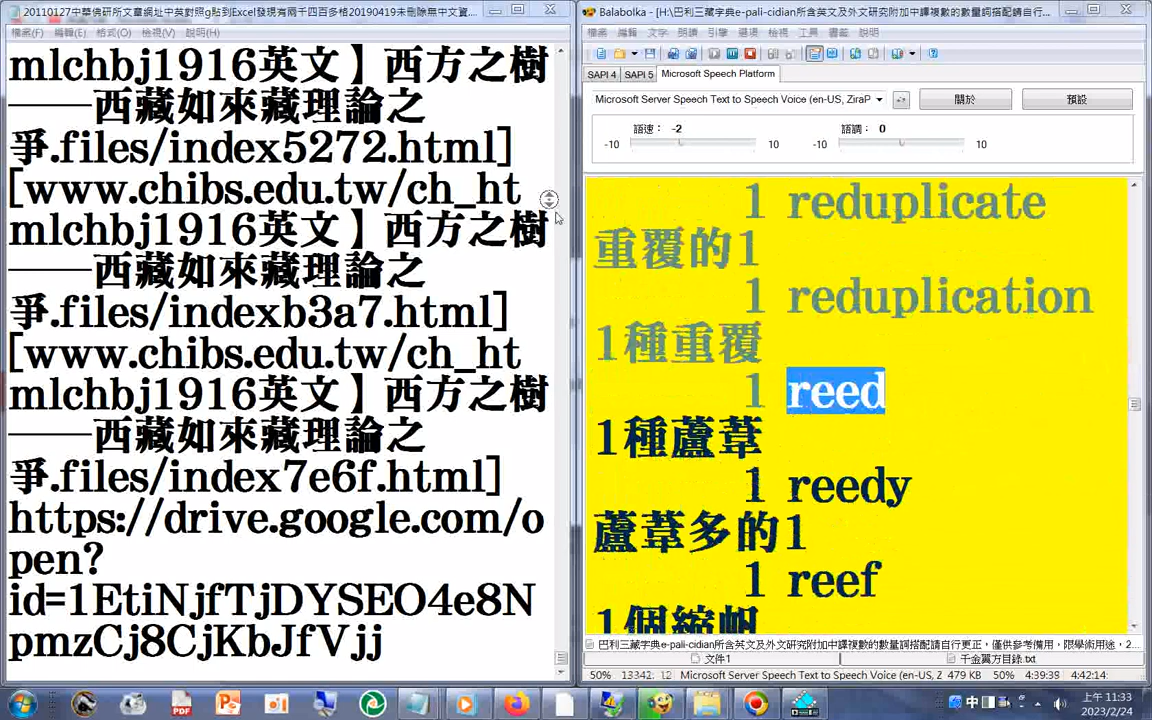 20110127中華佛研所文章網址中英對照g點到Excel發現有兩千四百多格20190419未刪除無中文資...
檔案(F) 編輯(E) 格式(O) 檢視(V) 說明(H)
mlchbj1916英文】西方之樹
——西藏如來藏理論之
爭.files/index5272.html]
[www.chibs.edu.tw/ch_ht
mlchbj1916英文】西方之樹
——西藏如來藏理論之
爭.files/indexb3a7.html]
[www.chibs.edu.tw/ch_ht
mlchbj1916英文】西方之樹
——西藏如來藏理論之
爭.files/index7e6f.html]
https://drive.google.com/o
pen?
id=1EtiNjfTjDYSEO4e8N
pmzCj8CjKbJfVjj
Balabolka - [H:\巴利三藏字典e-pali-cidian所含英文及外文研究附加中譯複數的數量詞搭配請自行...
檔案 編輯 文字 朗讀 引擎 選項 檢視 工具 書籤 說明
SAPI 4 SAPI 5 Microsoft Speech Platform
Microsoft Server Speech Text to Speech Voice (en-US, ZiraP 關於 預設
語速： -2 語調： 0
-10 10 -10 10
1 reduplicate
重覆的1
1 reduplication
1種重覆
1 reed
1種蘆葦
1 reedy
蘆葦多的1
1 reef
1個縮帆
巴利三藏字典e-pali-cidian所含英文及外文研究附加中譯複數的數量詞搭配請自行更正，僅供參考備用，限學術用途，2...
文件1 千金翼方目錄.txt
50% 13342: 12 Microsoft Server Speech Text to Speech V... 479 KB 50% 4:39:39 4:42:14
中 上午 11:33
2023/2/24